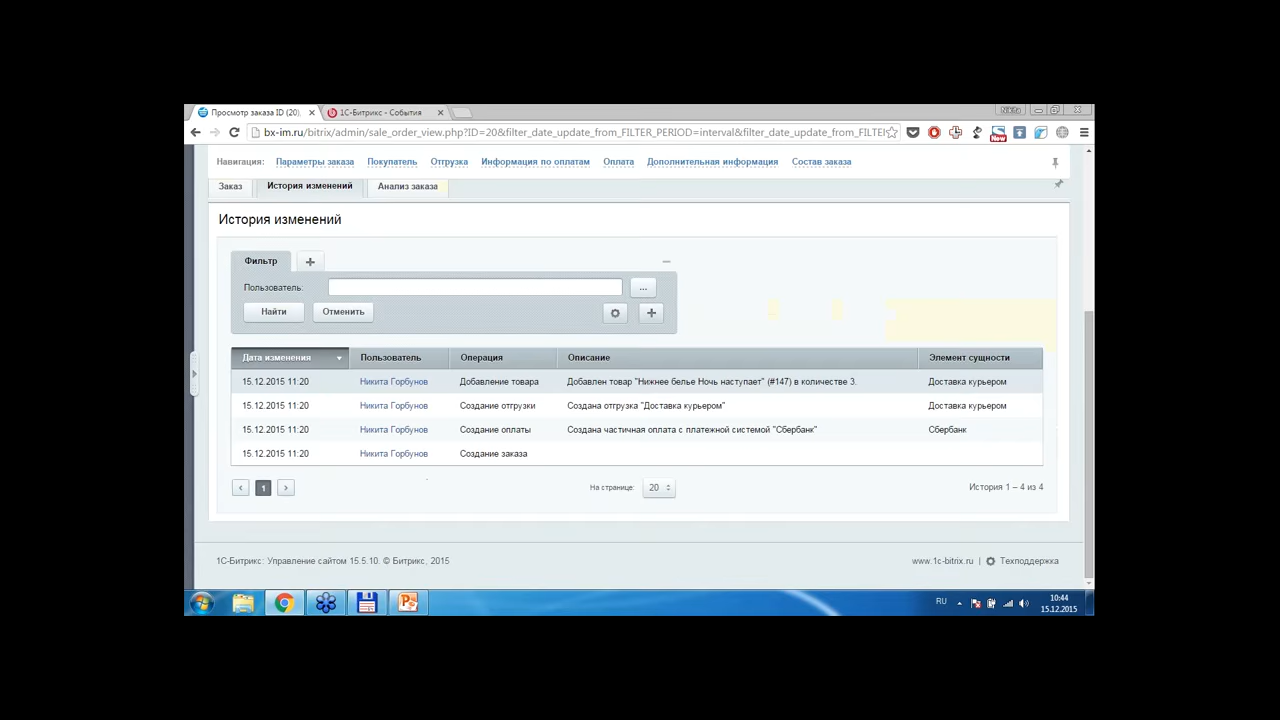 Просмотр заказа ID (20),
1С-Битрикс - События
Nikita
bx-im.ru/bitrix/admin/sale_order_view.php?ID=20&filter_date_update_from_FILTER_PERIOD=interval&filter_date_update_from_FILTE
New
Навигация: Параметры заказа Покупатель Отгрузка Информация по оплатам Оплата Дополнительная информация Состав заказа
Заказ История изменений Анализ заказа
История изменений
Фильтр
Пользователь: ...
Найти Отменить
Дата изменения Пользователь Операция Описание Элемент сущности
15.12.2015 11:20 Никита Горбунов Добавление товара Добавлен товар "Нижнее белье Ночь наступает" (#147) в количестве 3. Доставка курьером
15.12.2015 11:20 Никита Горбунов Создание отгрузки Создана отгрузка "Доставка курьером" Доставка курьером
15.12.2015 11:20 Никита Горбунов Создание оплаты Создана частичная оплата с платежной системой "Сбербанк" Сбербанк
15.12.2015 11:20 Никита Горбунов Создание заказа
1 На странице: 20 История 1 – 4 из 4
1С-Битрикс: Управление сайтом 15.5.10. © Битрикс, 2015 www.1c-bitrix.ru | Техподдержка
RU 10:44
15.12.2015